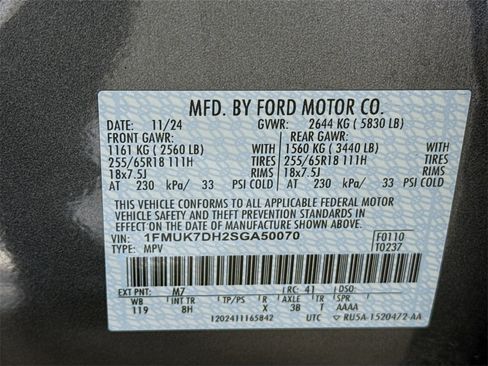 MFD. BY FORD MOTOR CO.
DATE: 11/24 GVWR: 2644 KG ( 5830 LB)
FRONT GAWR: REAR GAWR:
1161 KG ( 2560 LB) WITH 1560 KG ( 3440 LB) WITH
255/65R18 111H TIRES 255/65R18 111H TIRES
18x7.5J RIMS 18x7.5J RIMS
AT 230 kPa/ 33 PSI COLD AT 230 kPa/ 33 PSI COLD
THIS VEHICLE CONFORMS TO ALL APPLICABLE FEDERAL MOTOR
VEHICLE SAFETY AND THEFT PREVENTION STANDARDS IN
EFFECT ON THE DATE OF MANUFACTURE SHOWN ABOVE.
VIN: 1FMUK7DH2SGA50070 F0110
TYPE: MPV T0237
EXT PNT: M7 RC: 41 DSO:
WB INT TR TP/PS R AXLE TR SPR
119 8H X 3B F AAAA
1202411165842 UTC ▽ RU5A-1520472-AA